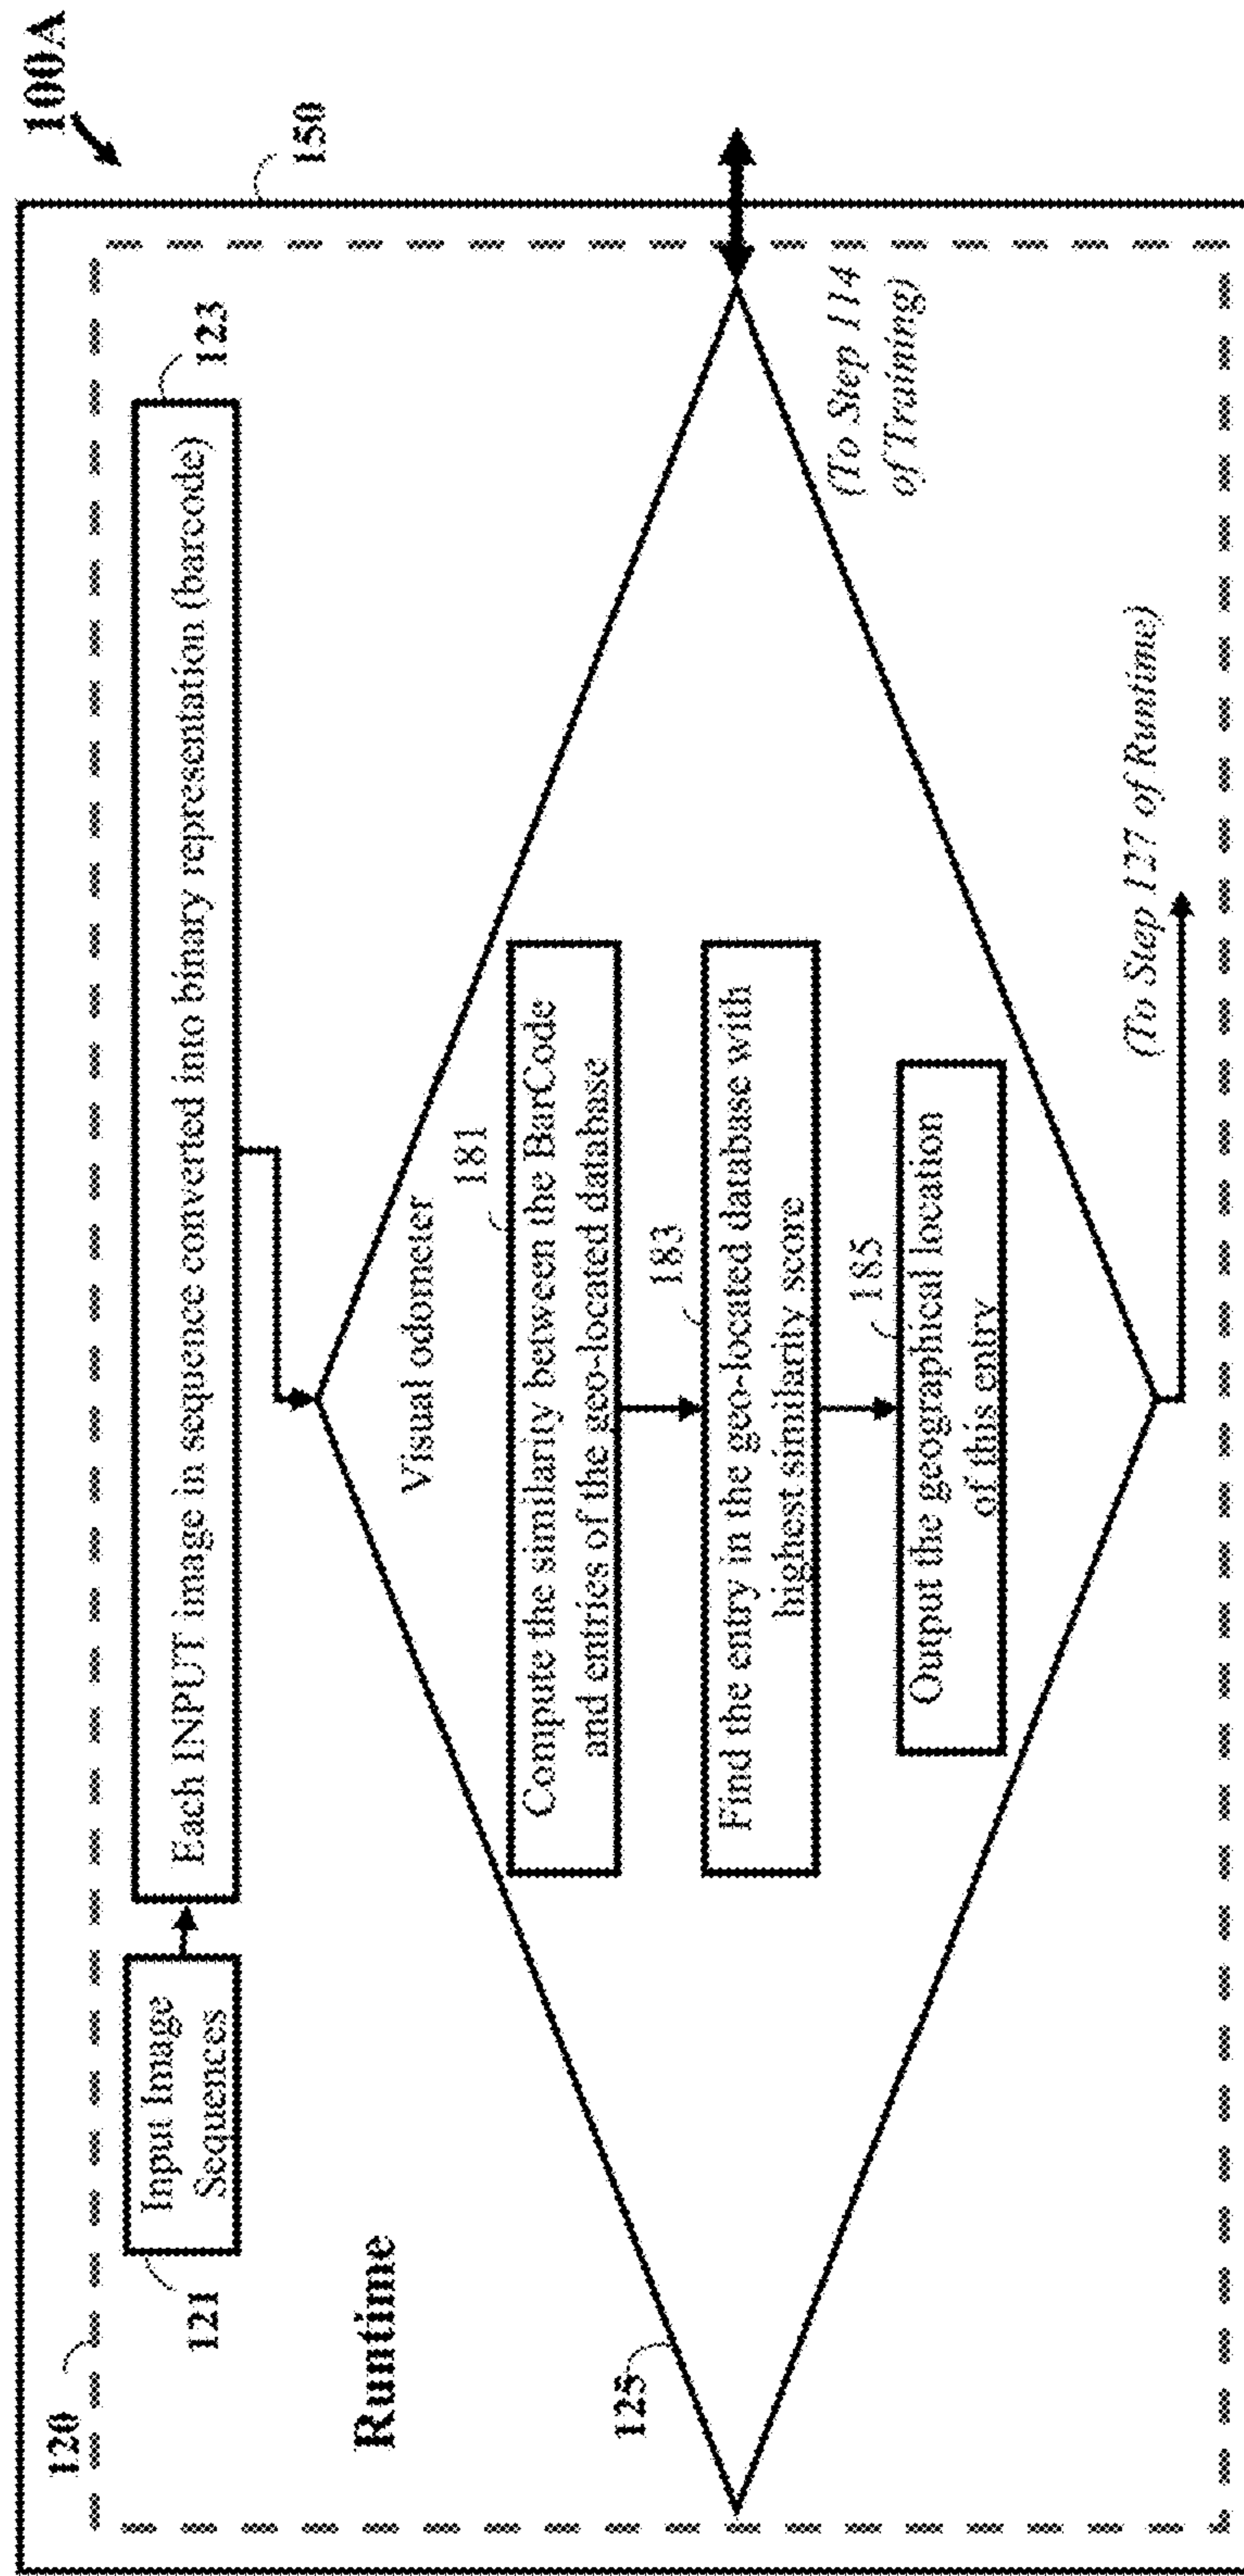 100A
150
120
121
Input Image
Sequences
123
Each INPUT image in sequence converted into binary representation (barcode)
Runtime
125
Visual odometer
181
Compute the similarity between the BarCode
and entries of the geo-located database
183
Find the entry in the geo-located database with
highest similarity score
185
Output the geographical location
of this entry
(To Step 114
of Training)
(To Step 127 of Runtime)